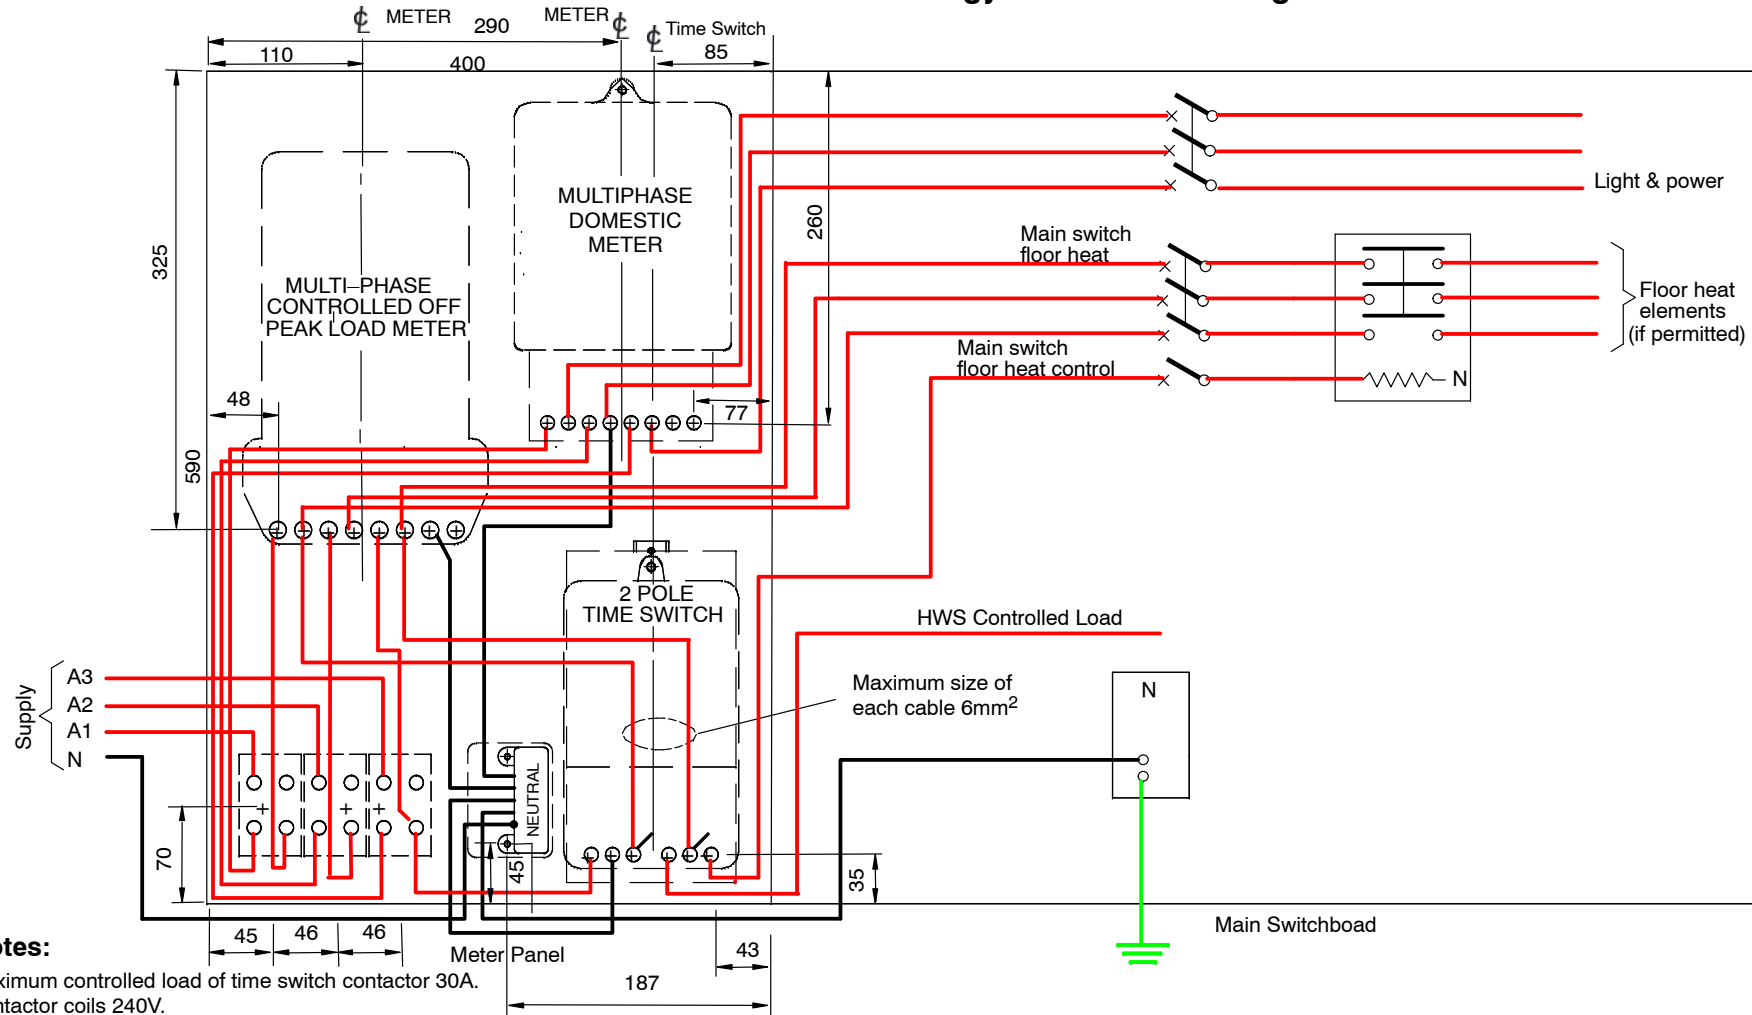 METER
METER
Time Switch
290
110
400
85
325
260
MULTIPHASE
DOMESTIC
METER
MULTI–PHASE
CONTROLLED OFF
PEAK LOAD METER
Light & power
Main switch
floor heat
Floor heat
elements
(if permitted)
Main switch
floor heat control
N
48
77
590
2 POLE
TIME SWITCH
HWS Controlled Load
Supply
A3
A2
A1
N
Maximum size of
each cable 6mm²
N
NEUTRAL
70
45
35
45
46
46
Meter Panel
43
187
Main Switchboad
ximum controlled load of time switch contactor 30A.
ntactor coils 240V.